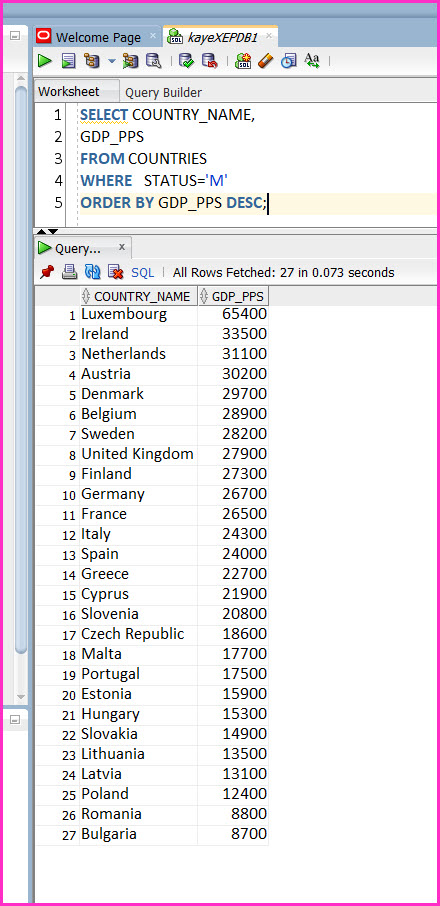 Welcome Page kayeXEPDB1
Worksheet Query Builder
1 SELECT COUNTRY_NAME,
2 GDP_PPS
3 FROM COUNTRIES
4 WHERE STATUS='M'
5 ORDER BY GDP_PPS DESC;
Query... x
SQL | All Rows Fetched: 27 in 0.073 seconds
COUNTRY_NAME GDP_PPS
1 Luxembourg 65400
2 Ireland 33500
3 Netherlands 31100
4 Austria 30200
5 Denmark 29700
6 Belgium 28900
7 Sweden 28200
8 United Kingdom 27900
9 Finland 27300
10 Germany 26700
11 France 26500
12 Italy 24300
13 Spain 24000
14 Greece 22700
15 Cyprus 21900
16 Slovenia 20800
17 Czech Republic 18600
18 Malta 17700
19 Portugal 17500
20 Estonia 15900
21 Hungary 15300
22 Slovakia 14900
23 Lithuania 13500
24 Latvia 13100
25 Poland 12400
26 Romania 8800
27 Bulgaria 8700